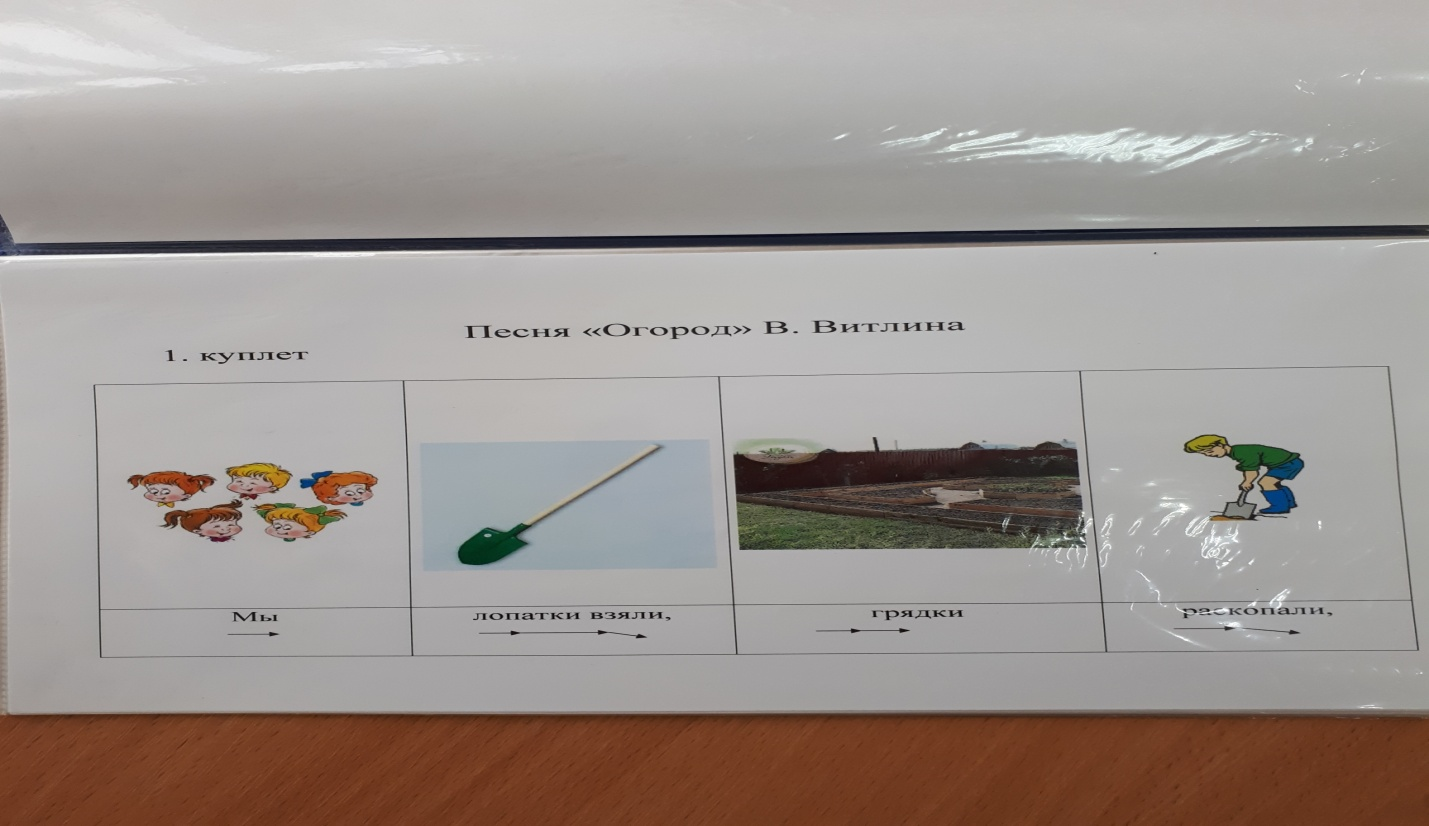 Песня «Огород» В. Витлина
1. куплет
Мы
лопатки взяли,
грядки
раскопали,